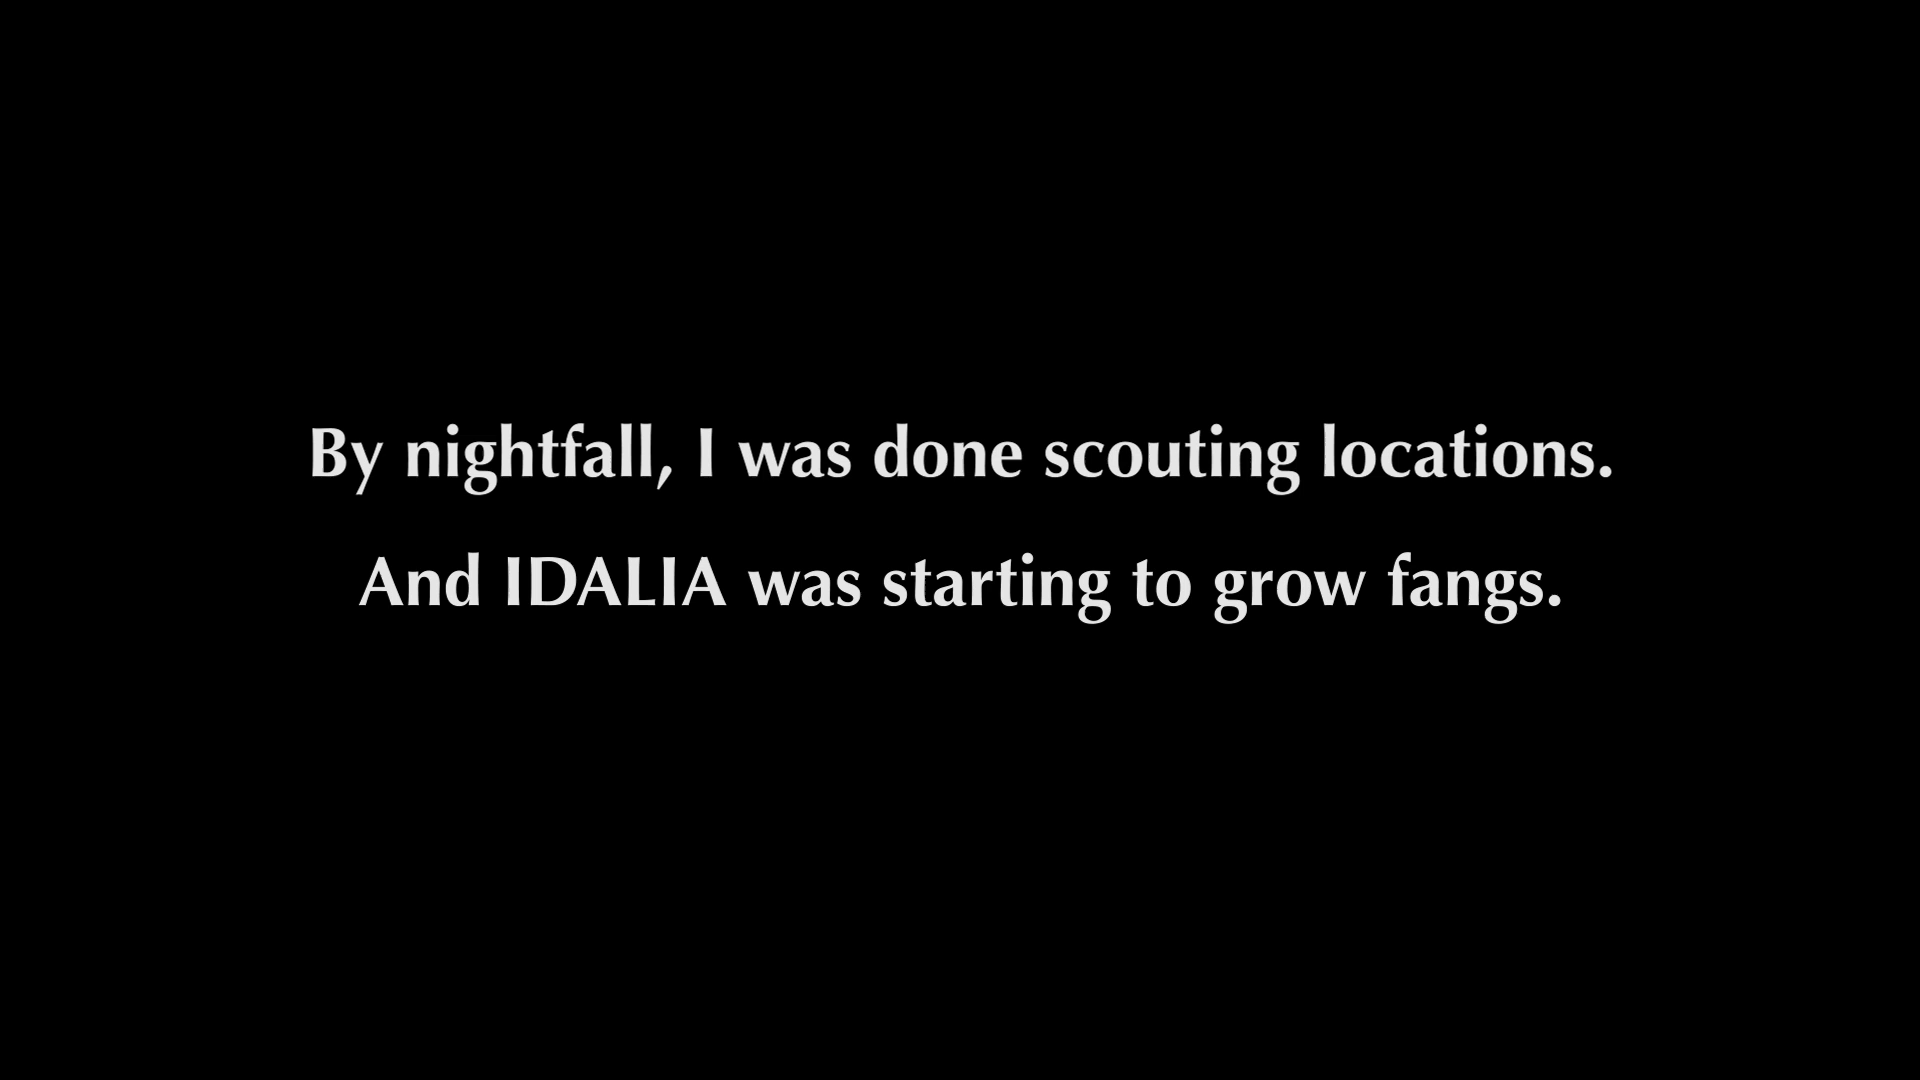 By nightfall, I was done scouting locations.
And IDALIA was starting to grow fangs.